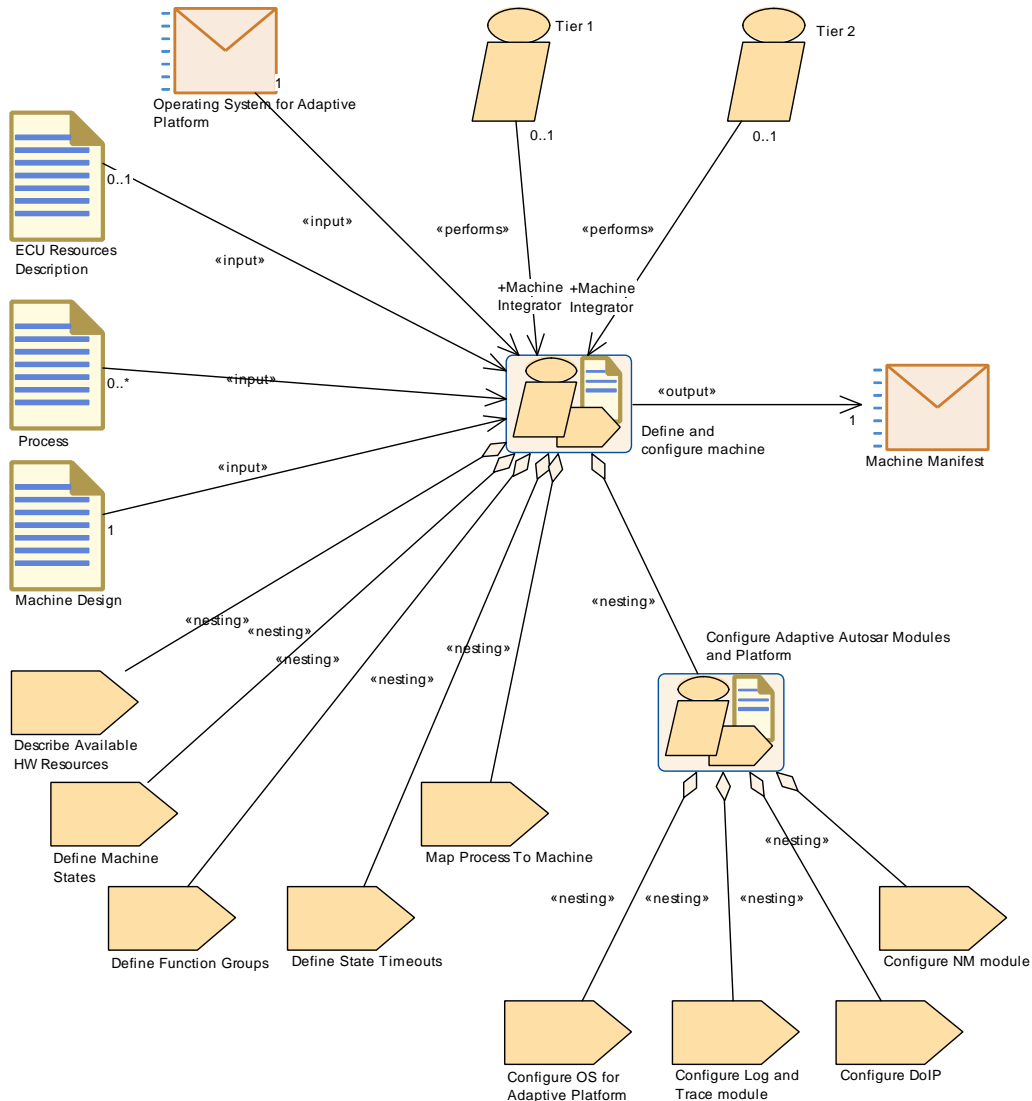 Tier 1
Tier 2
1
Operating System for Adaptive
Platform
0..1
0..1
0..1
ECU Resources
Description
«input»
«input»
«performs»
«performs»
+Machine
Integrator
+Machine
Integrator
0..*
Process
«input»
«output»
1
Define and
configure machine
Machine Manifest
«input»
1
Machine Design
«nesting»
«nesting»
«nesting»
«nesting»
«nesting»
«nesting»
Configure Adaptive Autosar Modules
and Platform
Describe Available
HW Resources
Define Machine
States
Map Process To Machine
Define Function Groups
Define State Timeouts
«nesting»
«nesting»
«nesting»
«nesting»
Configure NM module
Configure OS for
Adaptive Platform
Configure Log and
Trace module
Configure DoIP